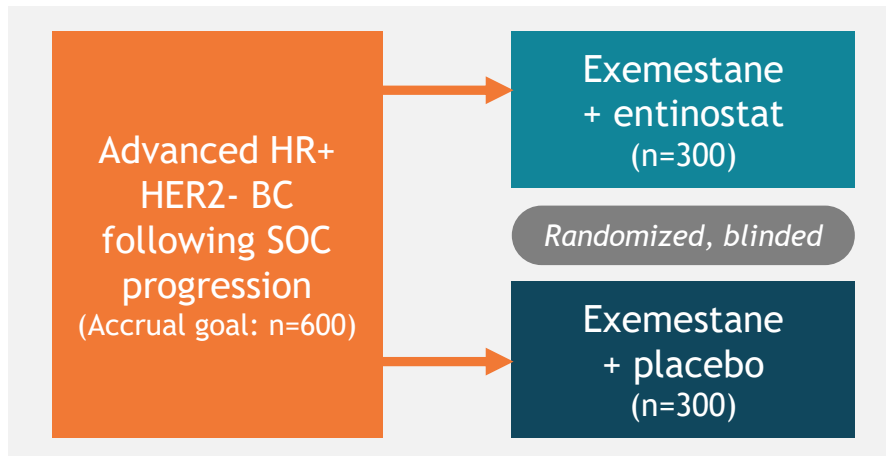 Advanced HR+
HER2- BC
following SOC
progression
(Accrual goal: n=600)
Exemestane
+ entinostat
(n=300)
Randomized, blinded
Exemestane
+ placebo
(n=300)